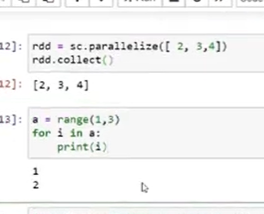 12]: rdd = sc.parallelize([ 2, 3,4])
rdd.collect()
12]: [2, 3, 4]
13]: a = range(1,3)
for i in a:
print(i)
1
2